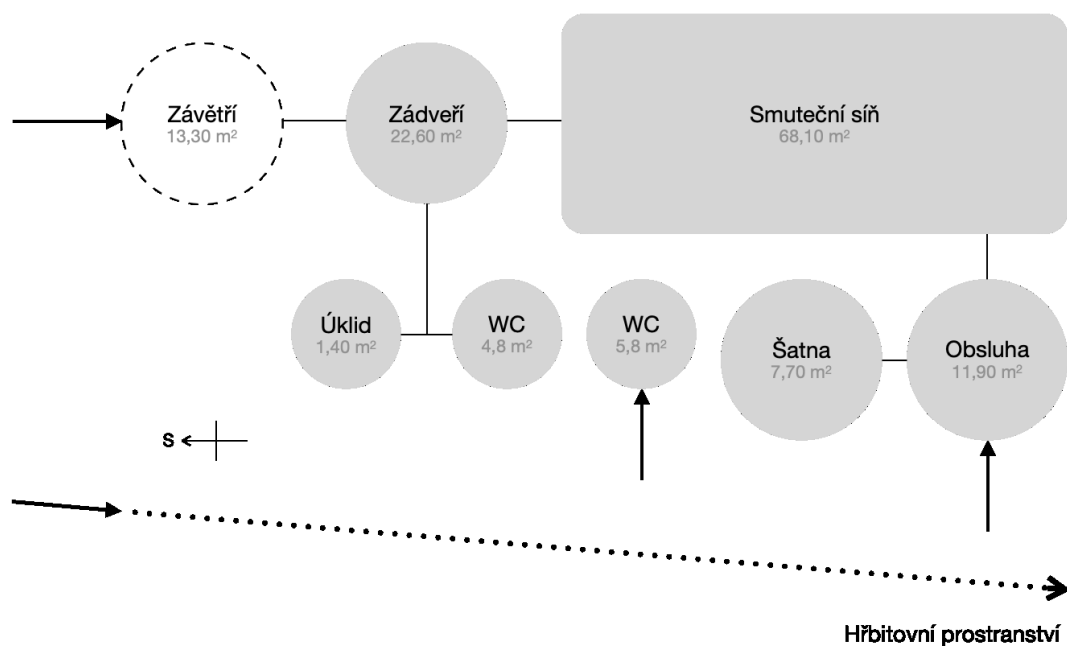 Závětří
13,30 m²
Zádveří
22,60 m²
Smuteční síň
68,10 m²
Úklid
1,40 m²
WC
4,8 m²
WC
5,8 m²
Šatna
7,70 m²
Obsluha
11,90 m²
S
Hřbitovní prostranství